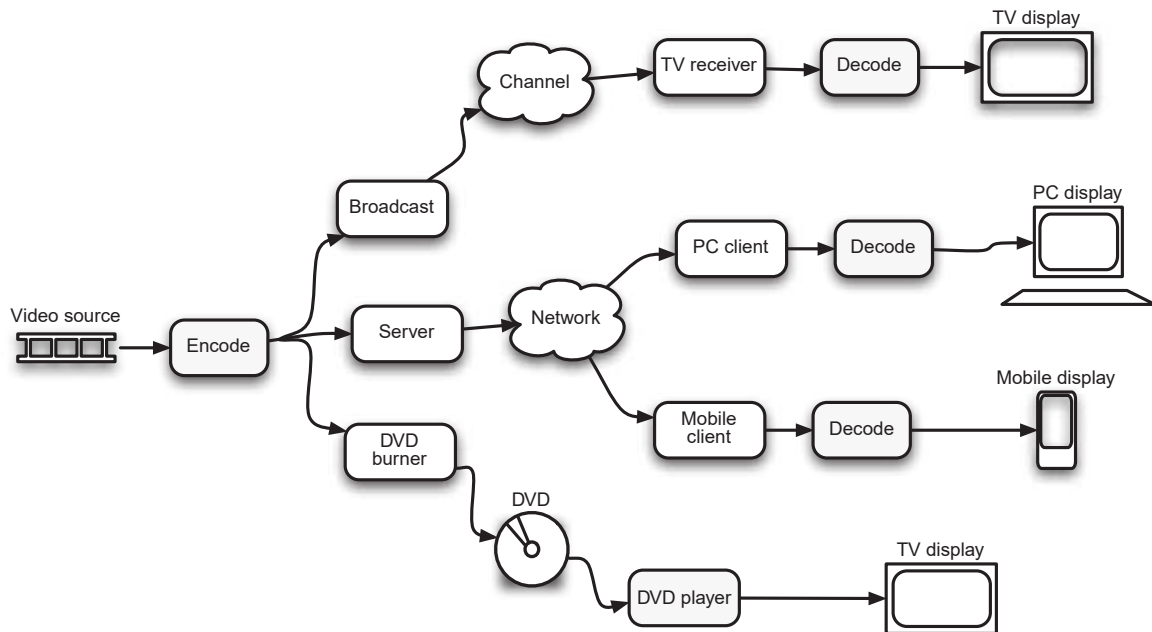 TV display
Channel
TV receiver
Decode
Broadcast
PC display
PC client
Decode
Video source
Encode
Server
Network
Mobile display
Mobile
client
Decode
DVD
burner
DVD
TV display
DVD player